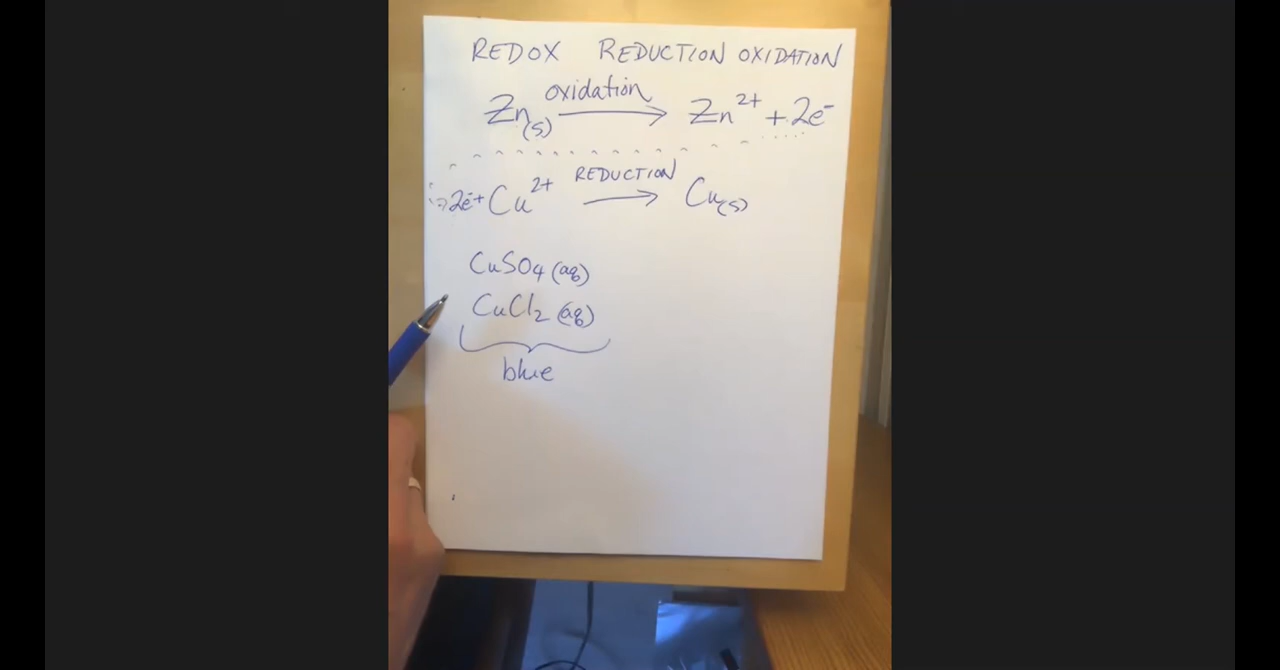 REDOX REDUCTION OXIDATION
Zn(s) oxidation → Zn²⁺ + 2e⁻
2e⁻ + Cu²⁺ REDUCTION → Cu(s)
CuSO₄ (aq)
CuCl₂ (aq)
blue